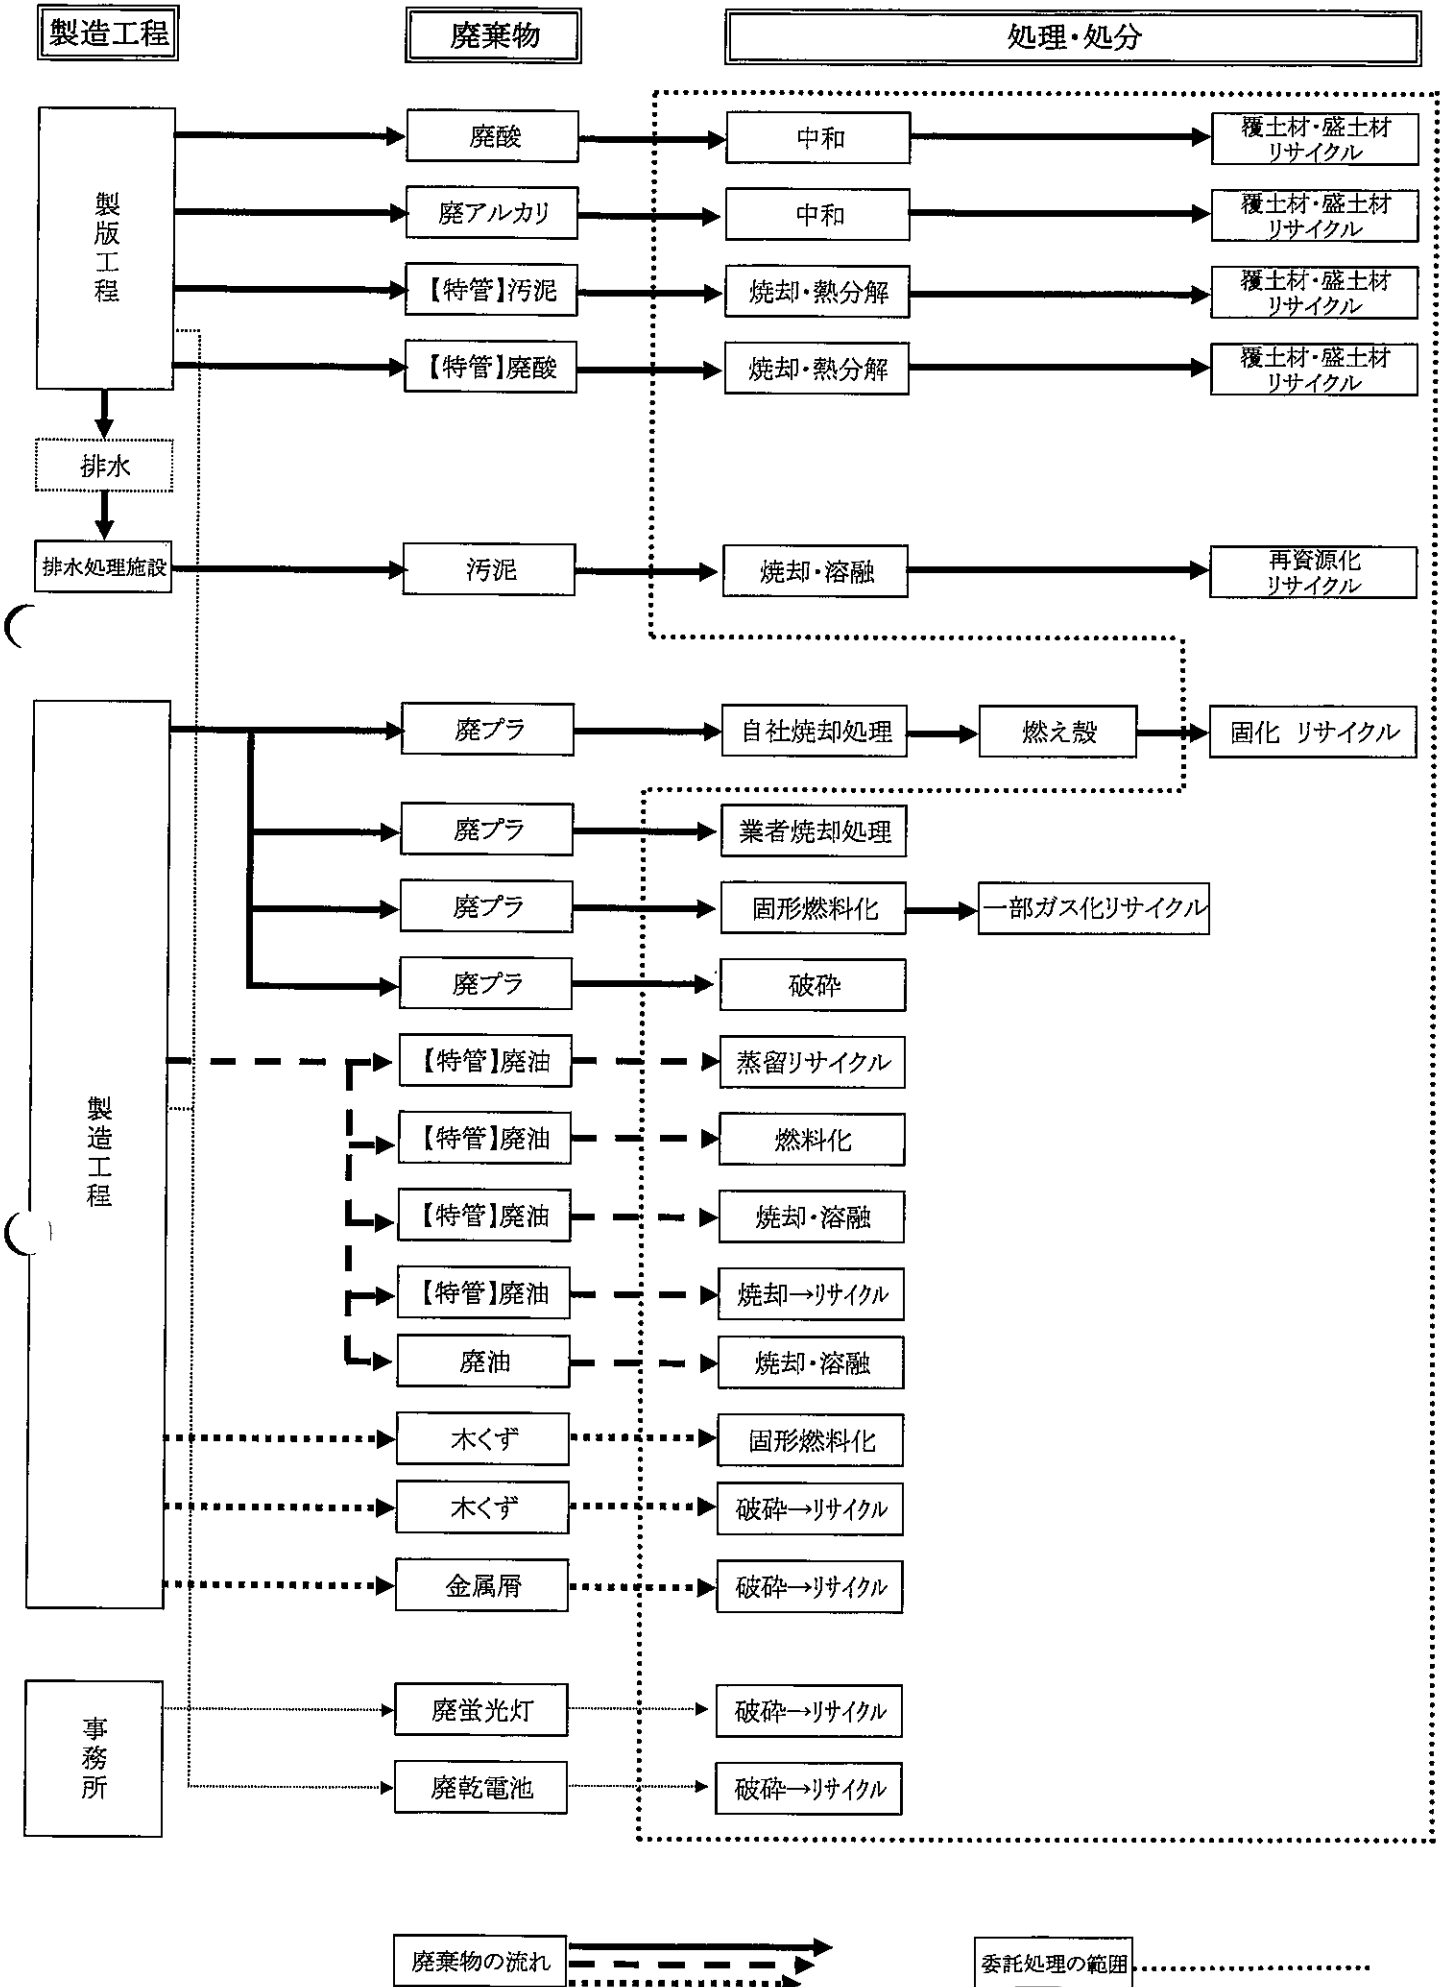 製造工程
廃棄物
処理・処分
製版工程
廃酸
中和
覆土材・盛土材
リサイクル
廃アルカリ
中和
覆土材・盛土材
リサイクル
【特管】汚泥
焼却・熱分解
覆土材・盛土材
リサイクル
【特管】廃酸
焼却・熱分解
覆土材・盛土材
リサイクル
排水
排水処理施設
汚泥
焼却・溶融
再資源化
リサイクル
製造工程
廃プラ
自社焼却処理
燃え殻
固化 リサイクル
廃プラ
業者焼却処理
廃プラ
固形燃料化
一部ガス化リサイクル
廃プラ
破砕
【特管】廃油
蒸留リサイクル
【特管】廃油
燃料化
【特管】廃油
焼却・溶融
【特管】廃油
焼却→リサイクル
廃油
焼却・溶融
木くず
固形燃料化
木くず
破砕→リサイクル
金属屑
破砕→リサイクル
事務所
廃蛍光灯
破砕→リサイクル
廃乾電池
破砕→リサイクル
廃棄物の流れ
委託処理の範囲